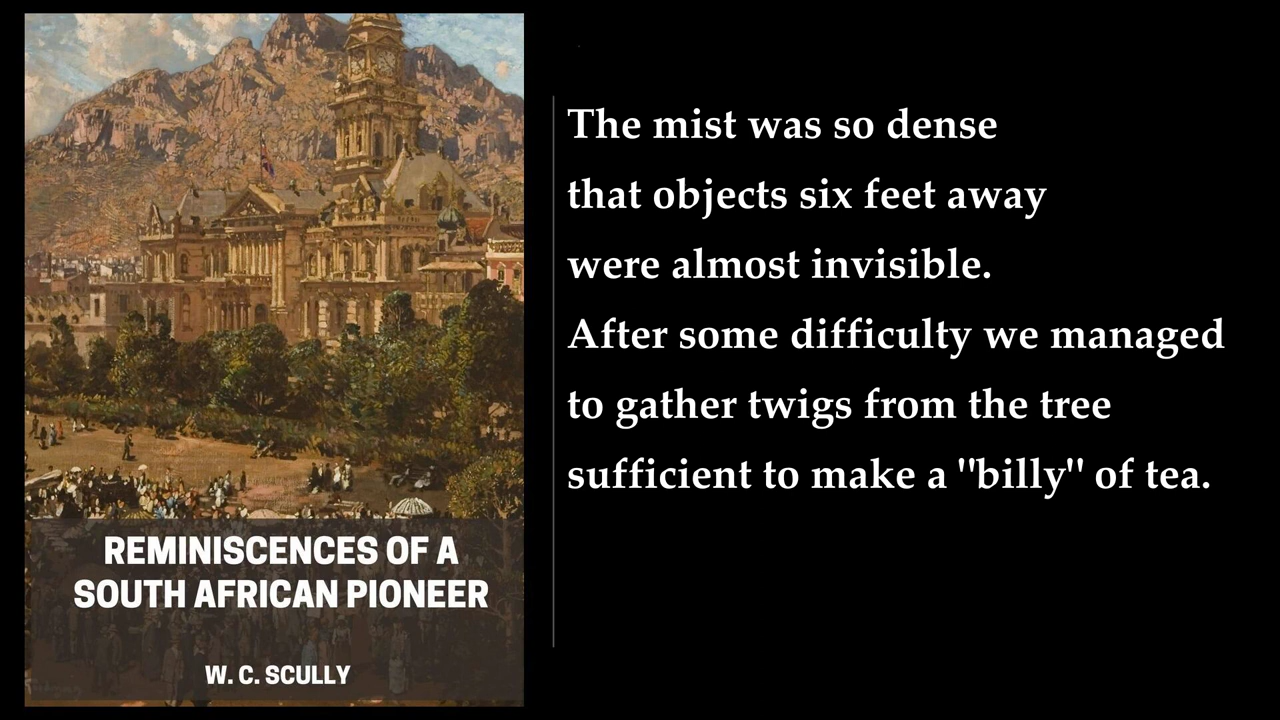 REMINISCENCES OF A
SOUTH AFRICAN PIONEER
W. C. SCULLY
The mist was so dense
that objects six feet away
were almost invisible.
After some difficulty we managed
to gather twigs from the tree
sufficient to make a "billy" of tea.